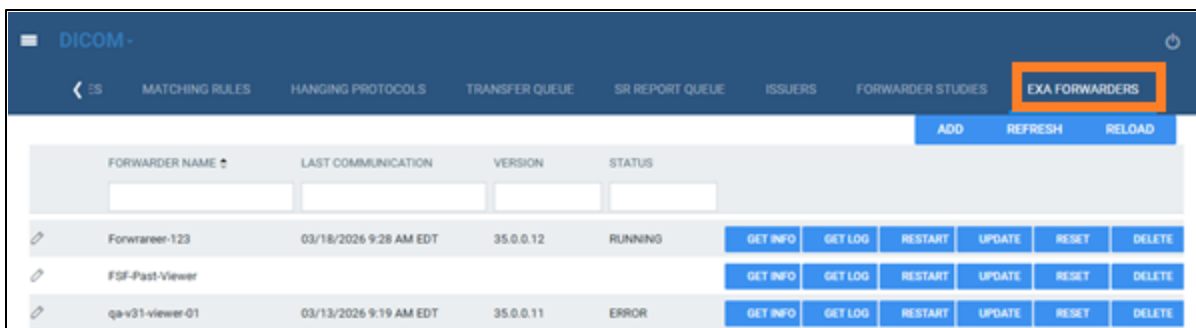 DICOM
ES MATCHING RULES HANGING PROTOCOLS TRANSFER QUEUE SR REPORT QUEUE ISSUERS FORWARDER STUDIES EXA FORWARDERS
ADD REFRESH RELOAD
FORWARDER NAME LAST COMMUNICATION VERSION STATUS
Forwrareer-123 03/18/2026 9:28 AM EDT 35.0.0.12 RUNNING GET INFO GET LOG RESTART UPDATE RESET DELETE
FSF-Past-Viewer GET INFO GET LOG RESTART UPDATE RESET DELETE
qa-v31-viewer-01 03/13/2026 9:19 AM EDT 35.0.0.11 ERROR GET INFO GET LOG RESTART UPDATE RESET DELETE